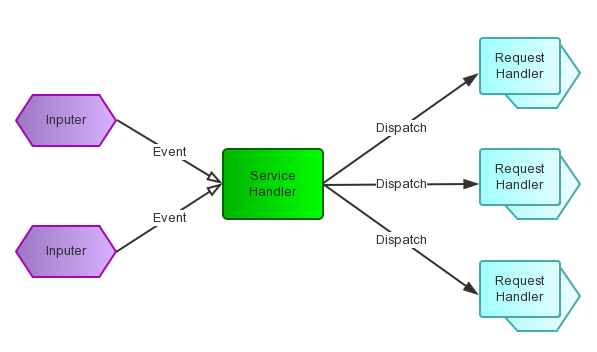 Inputer
Event
Inputer
Event
Service
Handler
Dispatch
Dispatch
Dispatch
Request
Handler
Request
Handler
Request
Handler